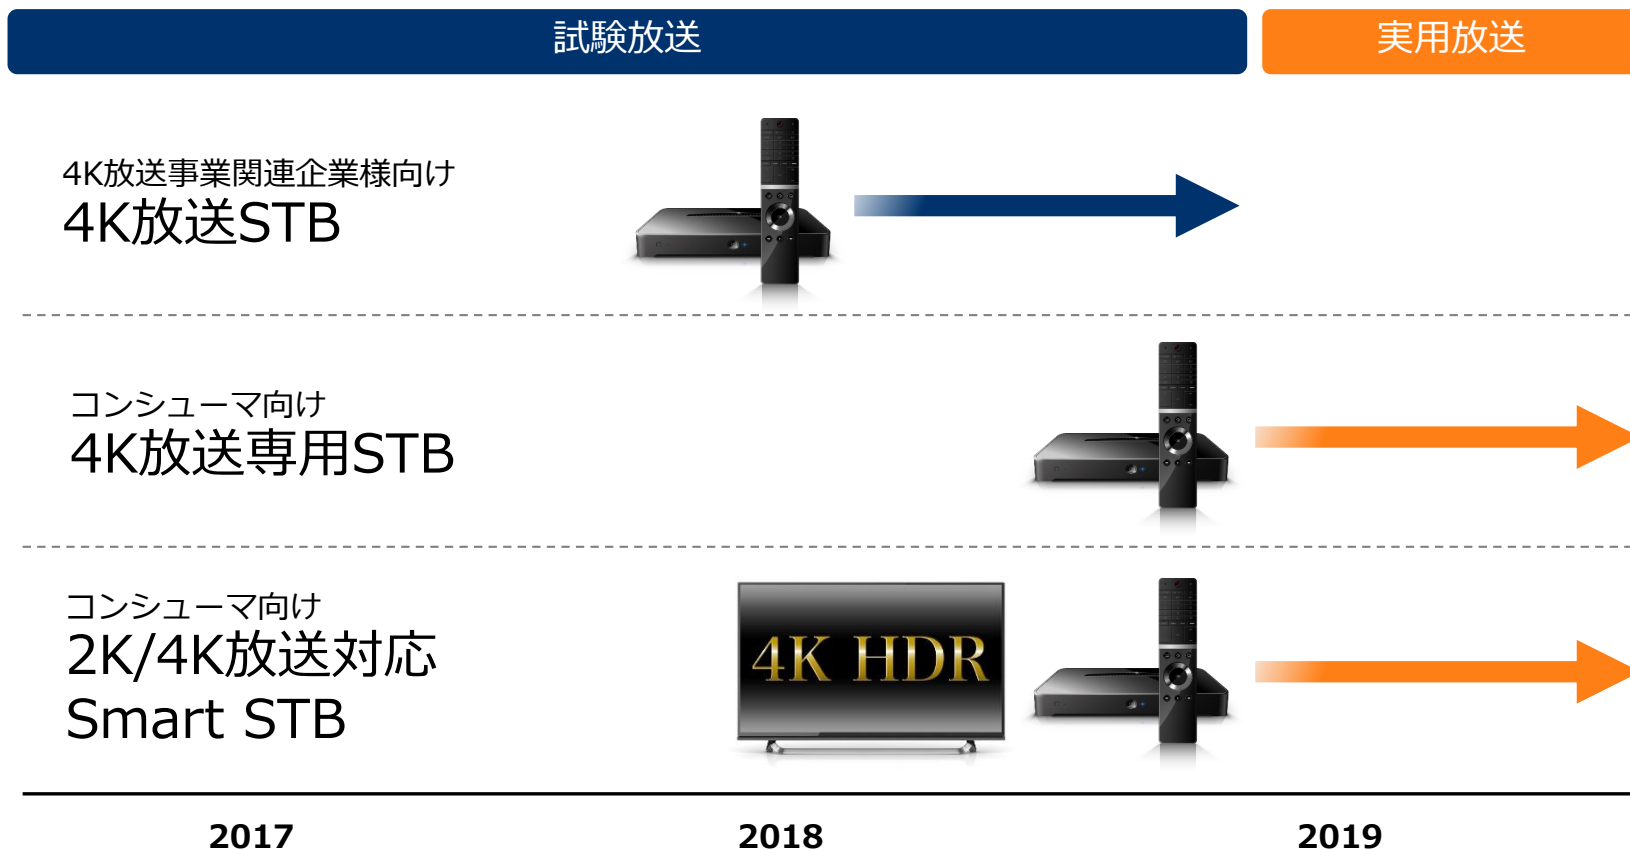 試験放送
実用放送
4K放送事業関連企業様向け
4K放送STB
コンシューマ向け
4K放送専用STB
コンシューマ向け
2K/4K放送対応
Smart STB
4K HDR
2017
2018
2019